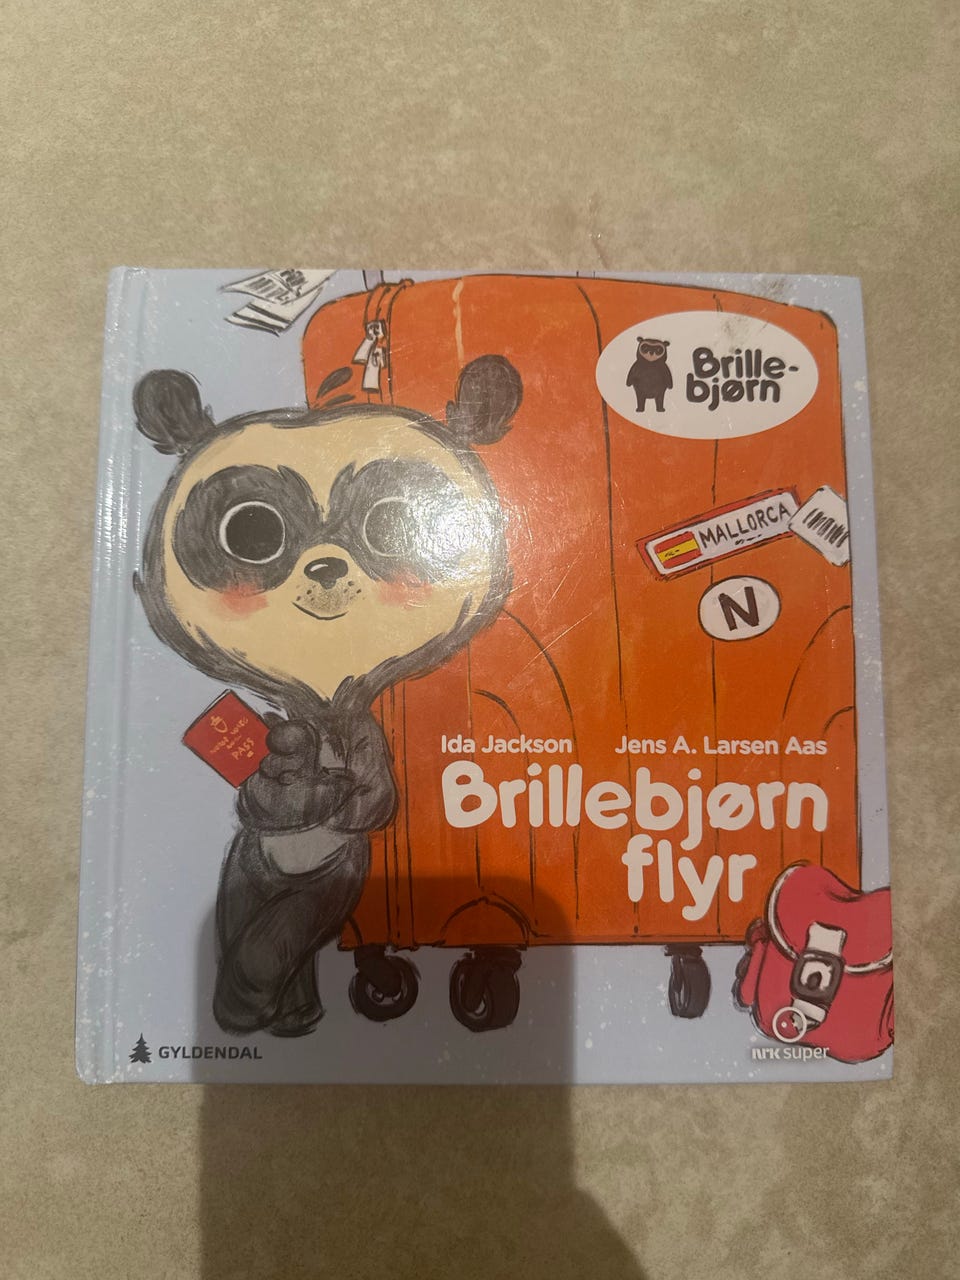 Brille-
bjørn
MALLORCA
N
PASS
Ida Jackson Jens A. Larsen Aas
Brillebjørn
flyr
GYLDENDAL
NRK super